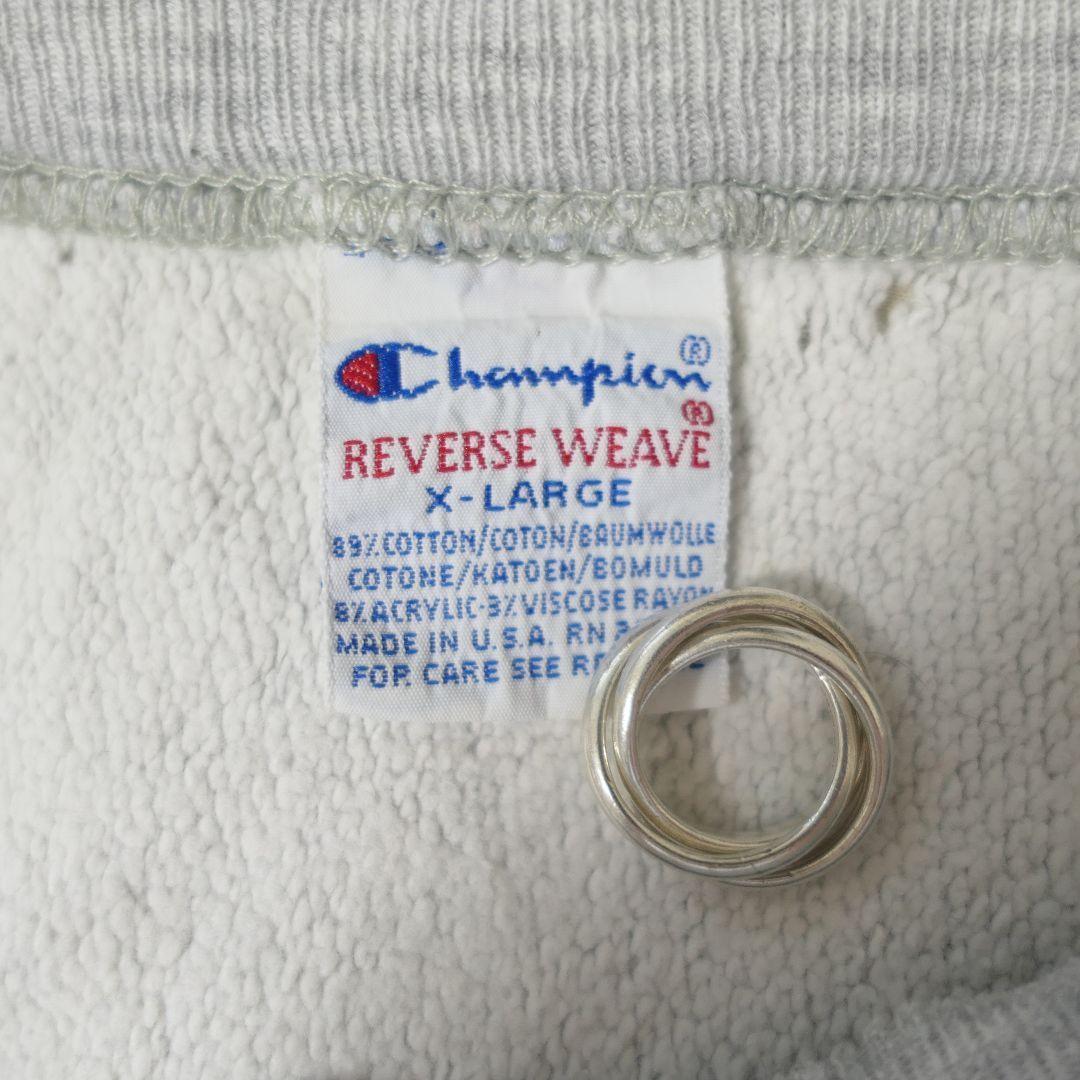 Champion®
REVERSE WEAVE®
X-LARGE
89% COTTON/COTON/BAUMWOLLE
COTONE/KATOEN/BOMULD
8% ACRYLIC-3% VISCOSE RAYON
MADE IN U.S.A. RN
FOR CARE SEE